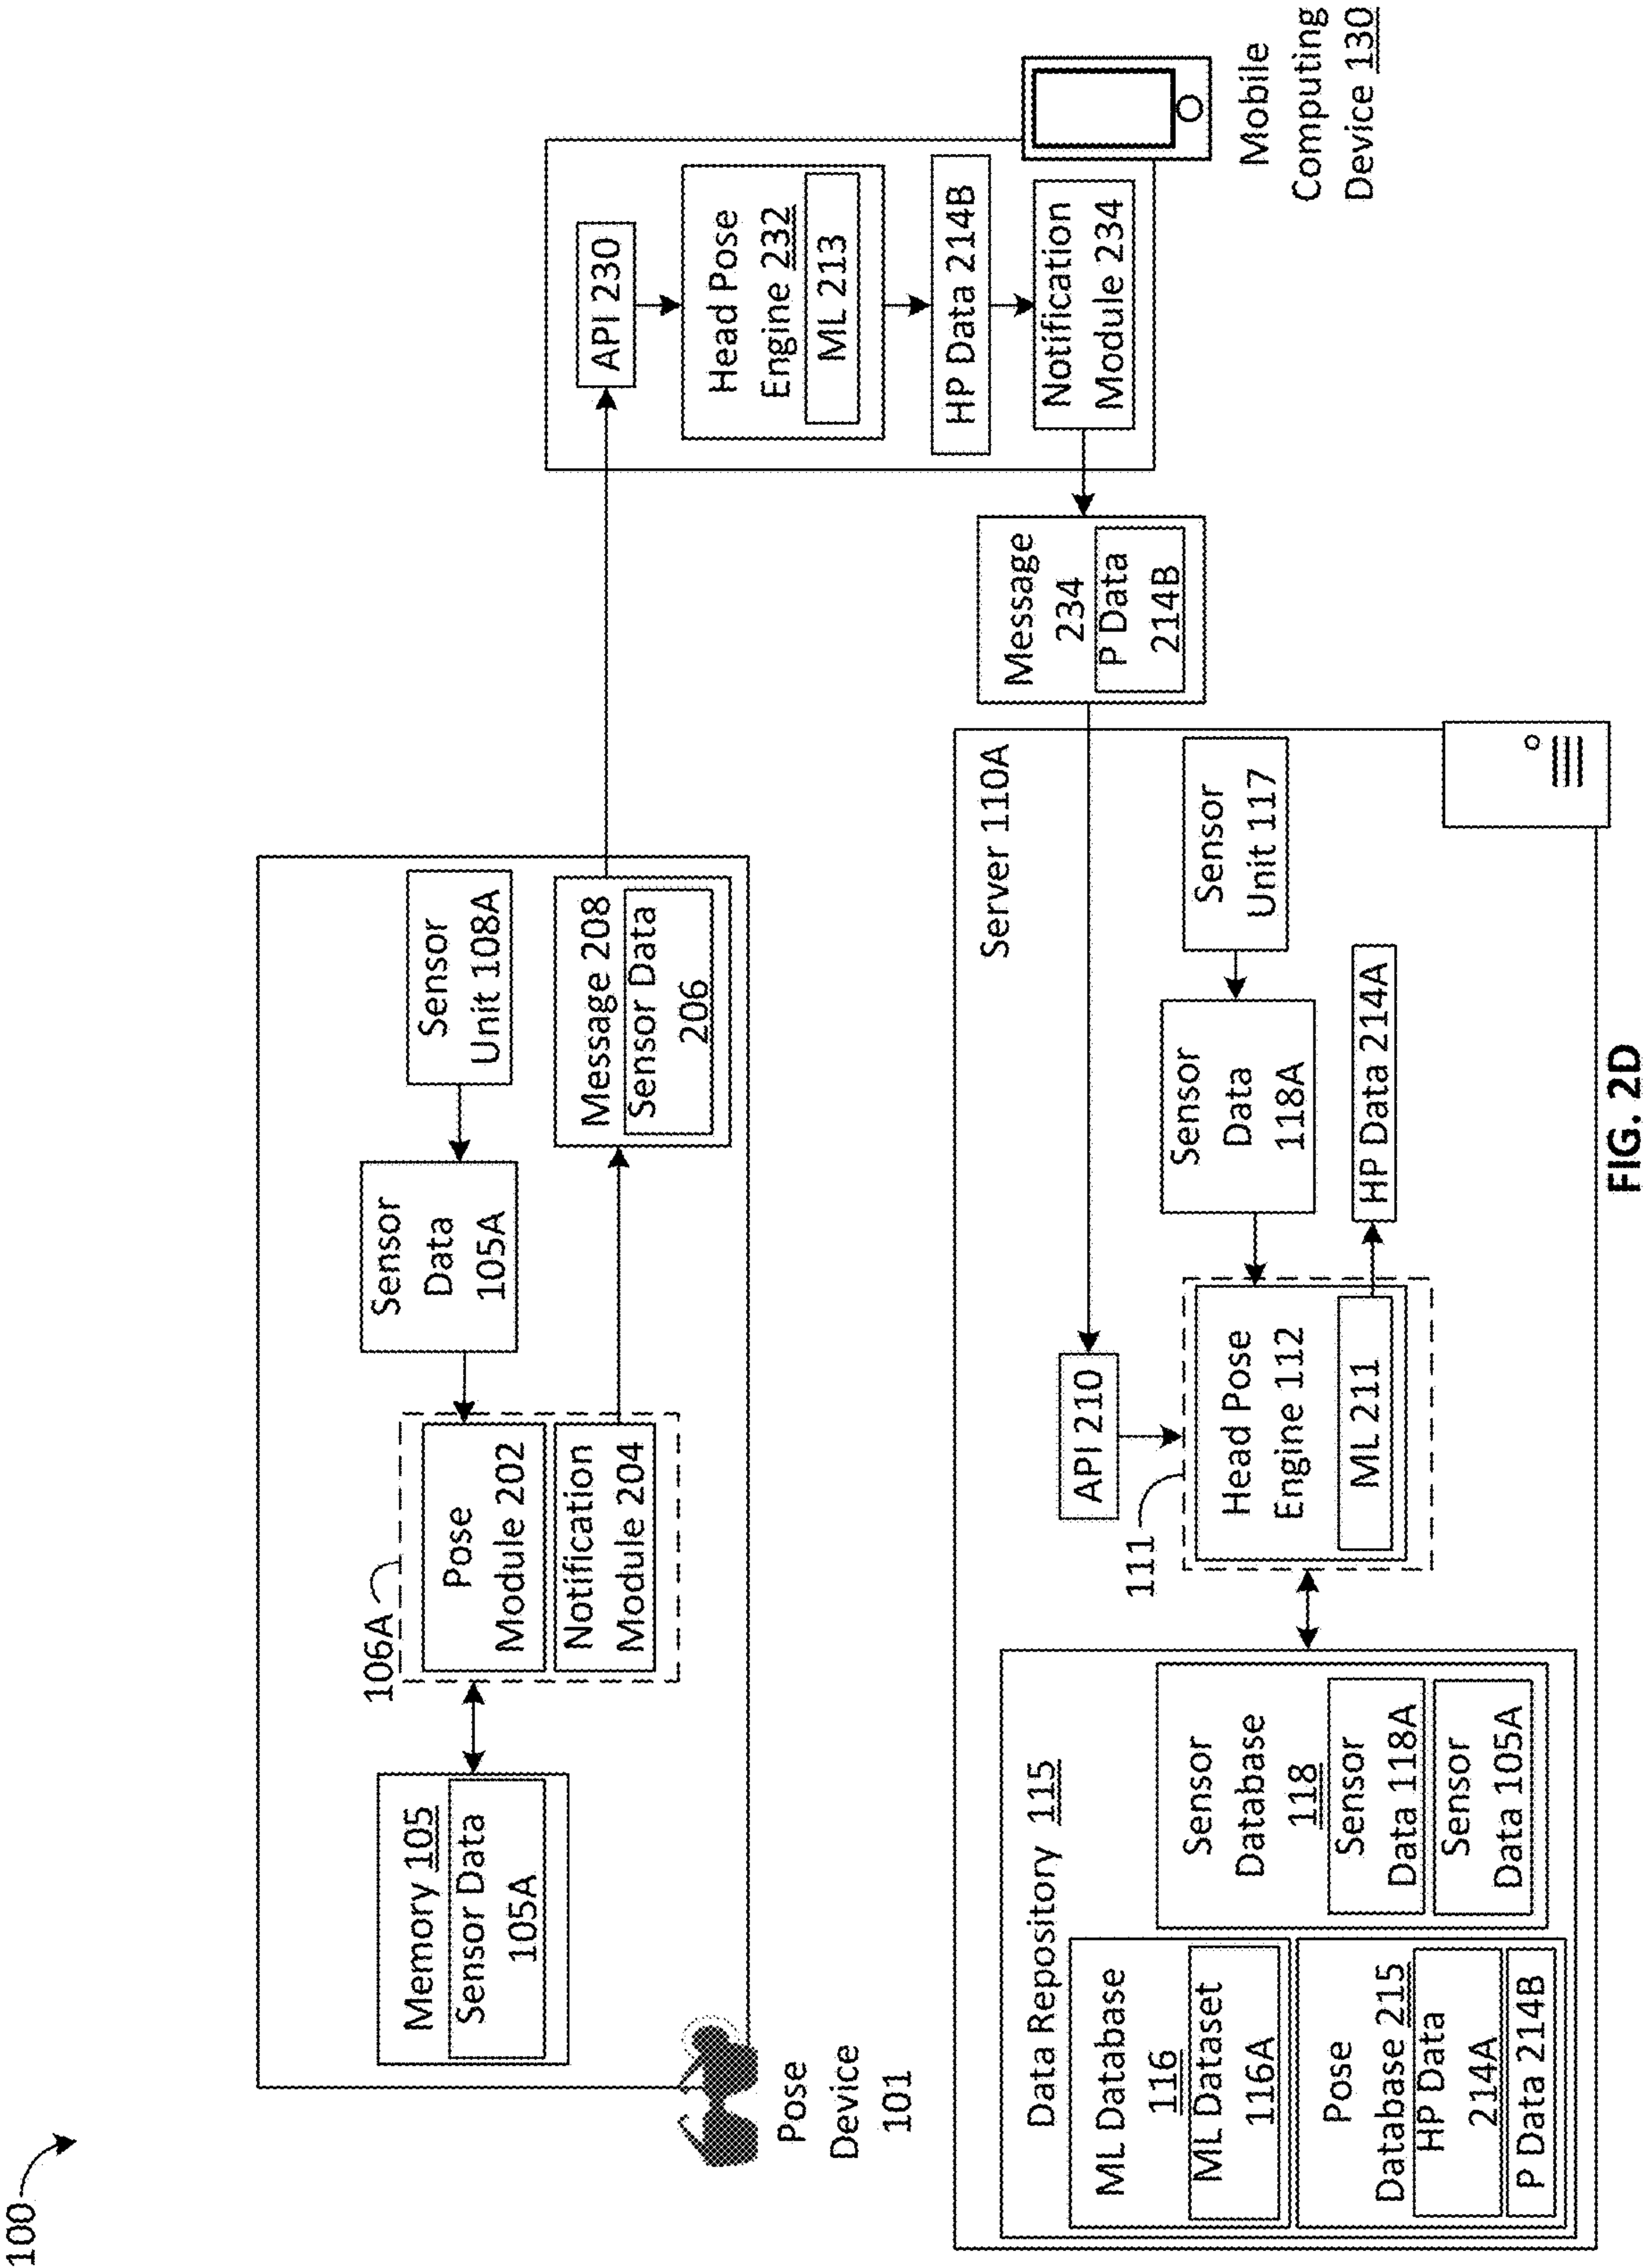 100
Memory 105
Sensor Data
105A
106A
Pose
Module 202
Notification
Module 204
Sensor
Data
105A
Sensor
Unit 108A
Message 208
Sensor Data
206
Pose
Device
101
API 230
Head Pose
Engine 232
ML 213
HP Data 214B
Notification
Module 234
Mobile
Computing
Device 130
Message
234
P Data
214B
Server 110A
Data Repository 115
ML Database
116
ML Dataset
116A
Pose
Database 215
HP Data
214A
P Data 214B
Sensor
Database
118
Sensor
Data 118A
Sensor
Data 105A
111
API 210
Head Pose
Engine 112
ML 211
Sensor
Data
118A
Sensor
Unit 117
HP Data 214A
FIG. 2D